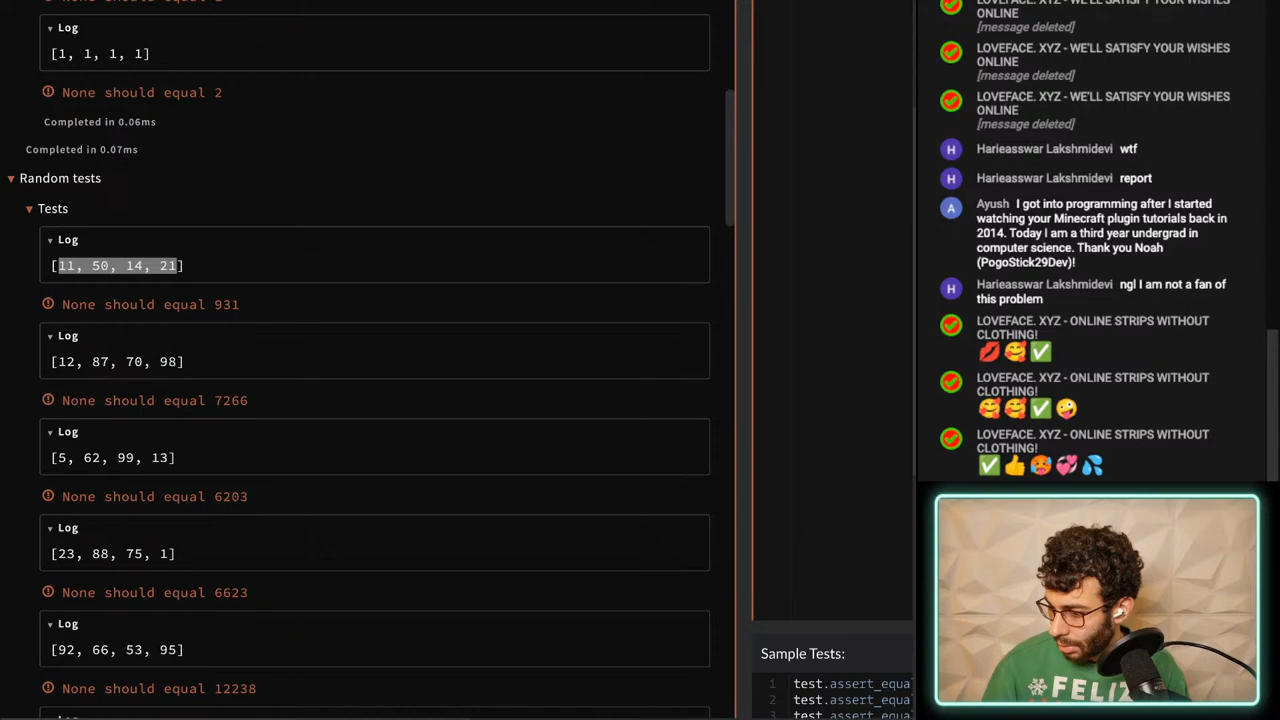 Log
[1, 1, 1, 1]
None should equal 2
Completed in 0.06ms
Completed in 0.07ms
Random tests
Tests
Log
[11, 50, 14, 21]
None should equal 931
Log
[12, 87, 70, 98]
None should equal 7266
Log
[5, 62, 99, 13]
None should equal 6203
Log
[23, 88, 75, 1]
None should equal 6623
Log
[92, 66, 53, 95]
None should equal 12238
Sample Tests:
1 test.assert_equa
2 test.assert_equa
3 test.assert_equa
ONLINE
[message deleted]
LOVEFACE. XYZ - WE'LL SATISFY YOUR WISHES
ONLINE
[message deleted]
LOVEFACE. XYZ - WE'LL SATISFY YOUR WISHES
ONLINE
[message deleted]
H Harieasswar Lakshmidevi wtf
H Harieasswar Lakshmidevi report
A Ayush I got into programming after I started
watching your Minecraft plugin tutorials back in
2014. Today I am a third year undergrad in
computer science. Thank you Noah
(PogoStick29Dev)!
H Harieasswar Lakshmidevi ngl I am not a fan of
this problem
LOVEFACE. XYZ - ONLINE STRIPS WITHOUT
CLOTHING!
LOVEFACE. XYZ - ONLINE STRIPS WITHOUT
CLOTHING!
LOVEFACE. XYZ - ONLINE STRIPS WITHOUT
CLOTHING!
FELIZ